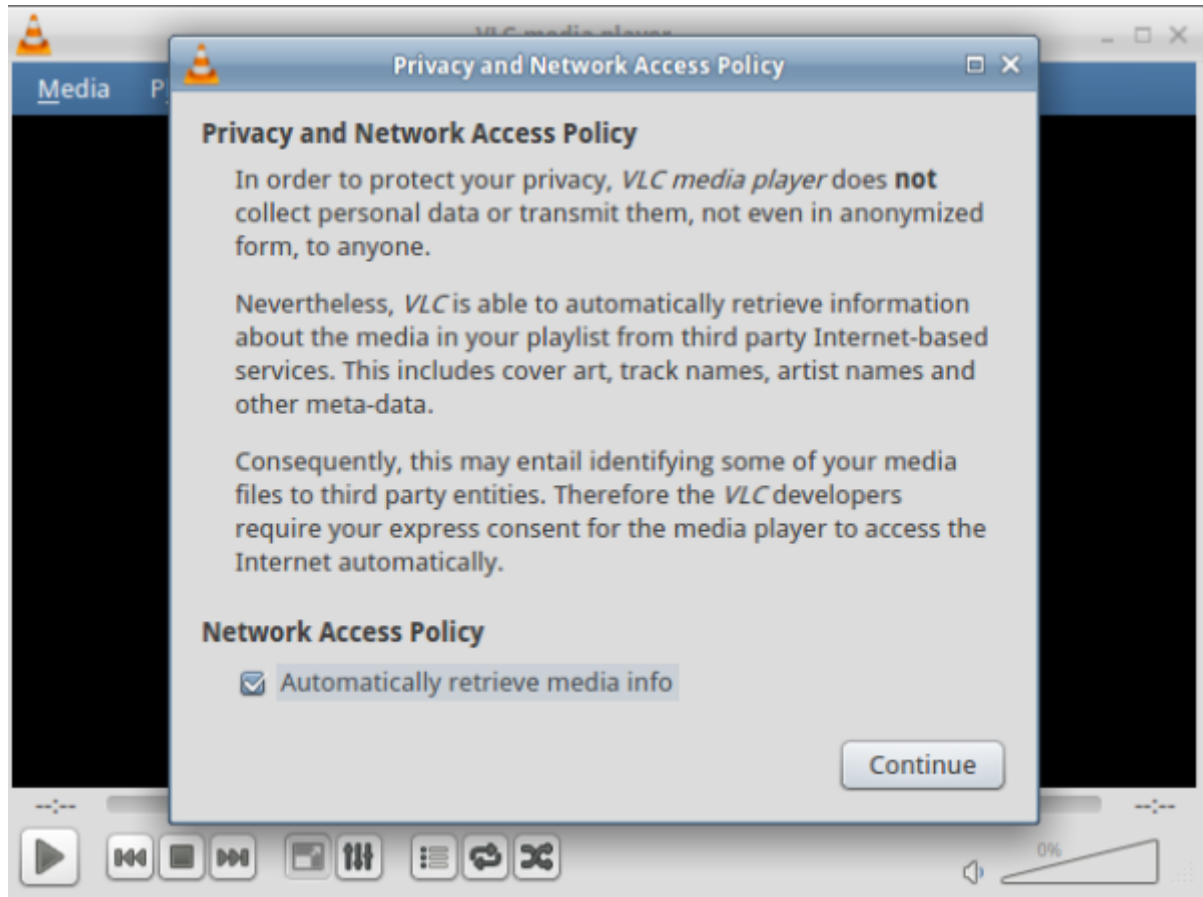 VLC media player
Privacy and Network Access Policy
Media P
Privacy and Network Access Policy
In order to protect your privacy, VLC media player does not
collect personal data or transmit them, not even in anonymized
form, to anyone.
Nevertheless, VLC is able to automatically retrieve information
about the media in your playlist from third party Internet-based
services. This includes cover art, track names, artist names and
other meta-data.
Consequently, this may entail identifying some of your media
files to third party entities. Therefore the VLC developers
require your express consent for the media player to access the
Internet automatically.
Network Access Policy
Automatically retrieve media info
Continue
--:-- --:--
0%